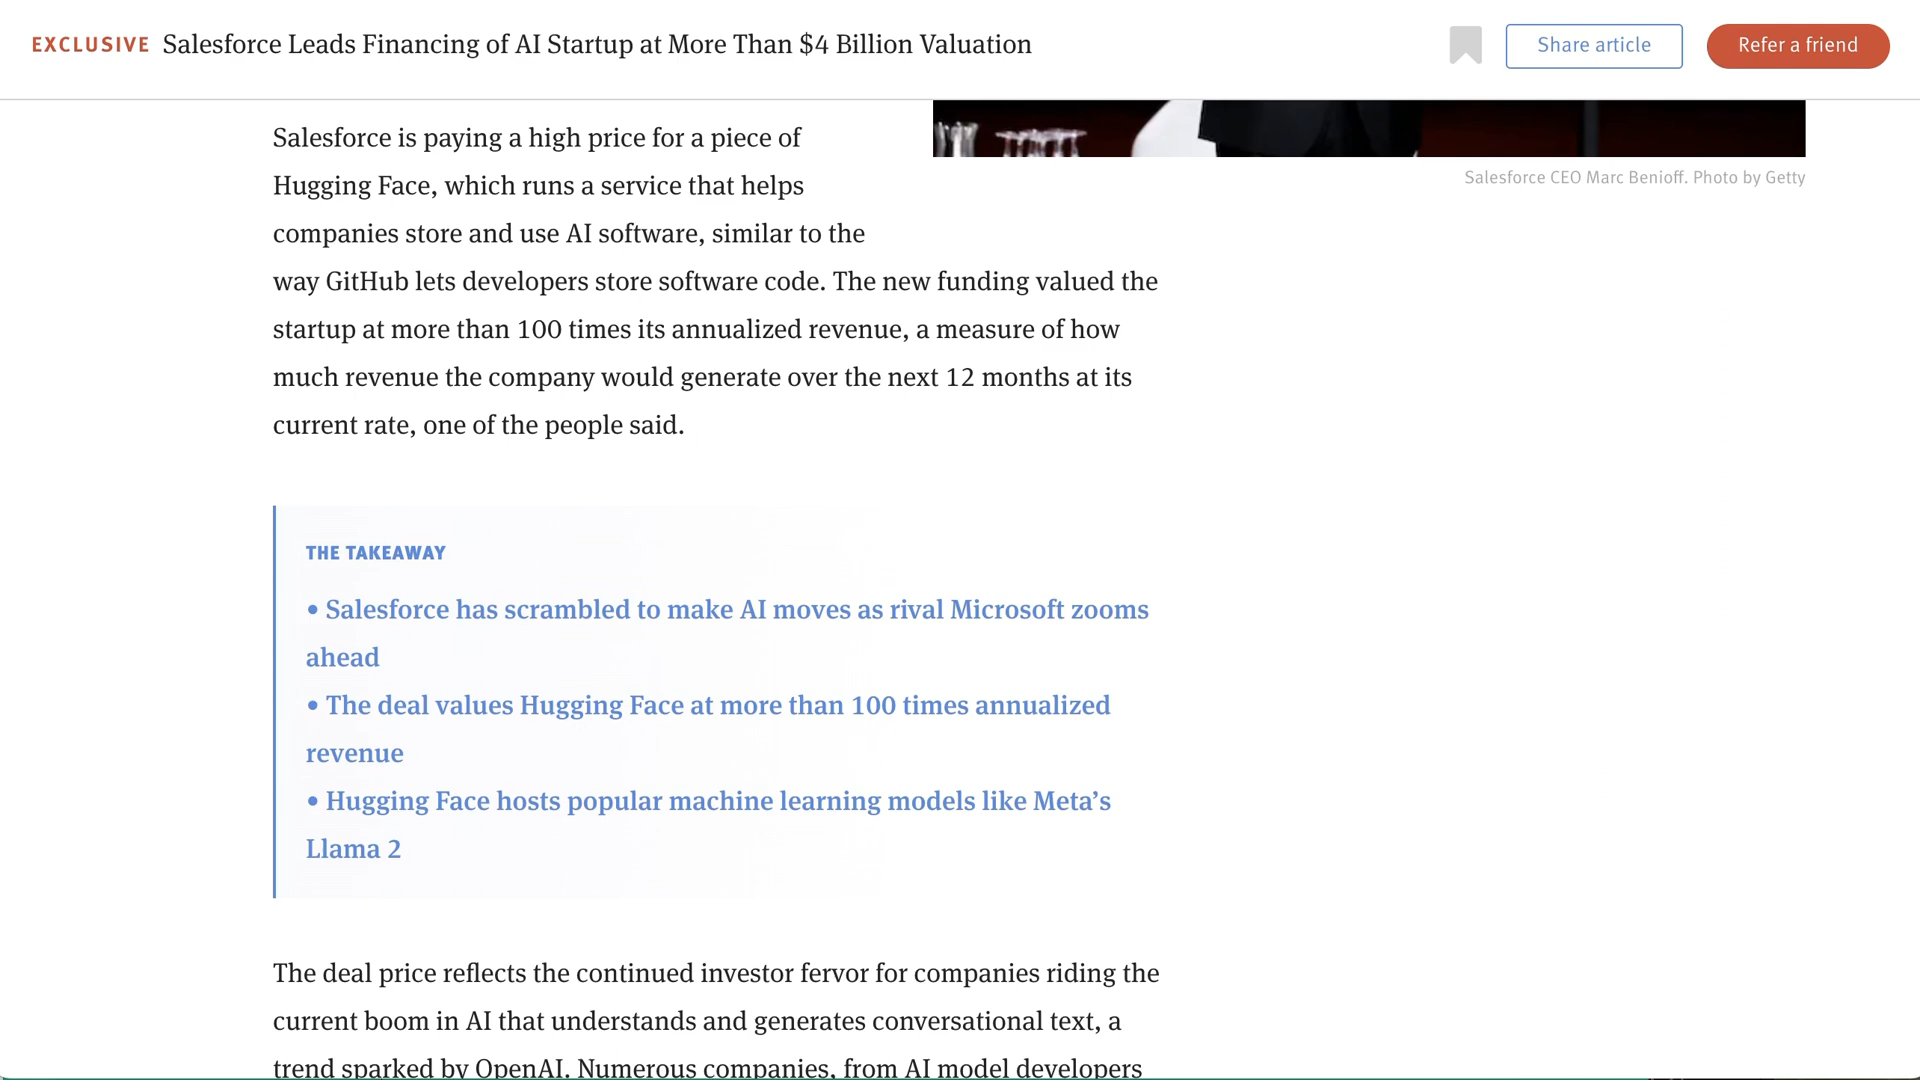 EXCLUSIVE Salesforce Leads Financing of AI Startup at More Than $4 Billion Valuation
Share article
Refer a friend
Salesforce is paying a high price for a piece of
Hugging Face, which runs a service that helps
companies store and use AI software, similar to the
way GitHub lets developers store software code. The new funding valued the
startup at more than 100 times its annualized revenue, a measure of how
much revenue the company would generate over the next 12 months at its
current rate, one of the people said.
Salesforce CEO Marc Benioff. Photo by Getty
THE TAKEAWAY
• Salesforce has scrambled to make AI moves as rival Microsoft zooms
ahead
• The deal values Hugging Face at more than 100 times annualized
revenue
• Hugging Face hosts popular machine learning models like Meta’s
Llama 2
The deal price reflects the continued investor fervor for companies riding the
current boom in AI that understands and generates conversational text, a
trend sparked by OpenAI. Numerous companies, from AI model developers